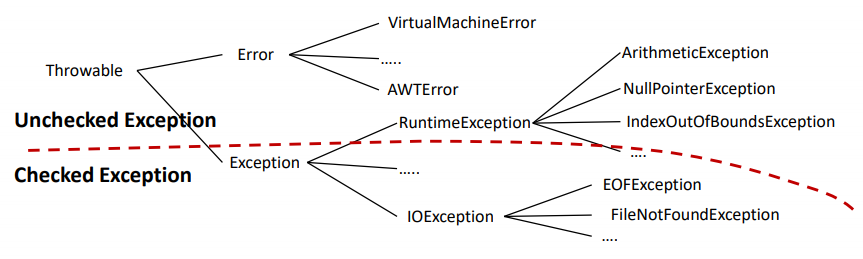 VirtualMachineError
Error
…..
ArithmeticException
Throwable
AWTError
NullPointerException
Unchecked Exception
RuntimeException
IndexOutOfBoundsException
….
Exception
Checked Exception
…..
EOFException
IOException
FileNotFoundException
….